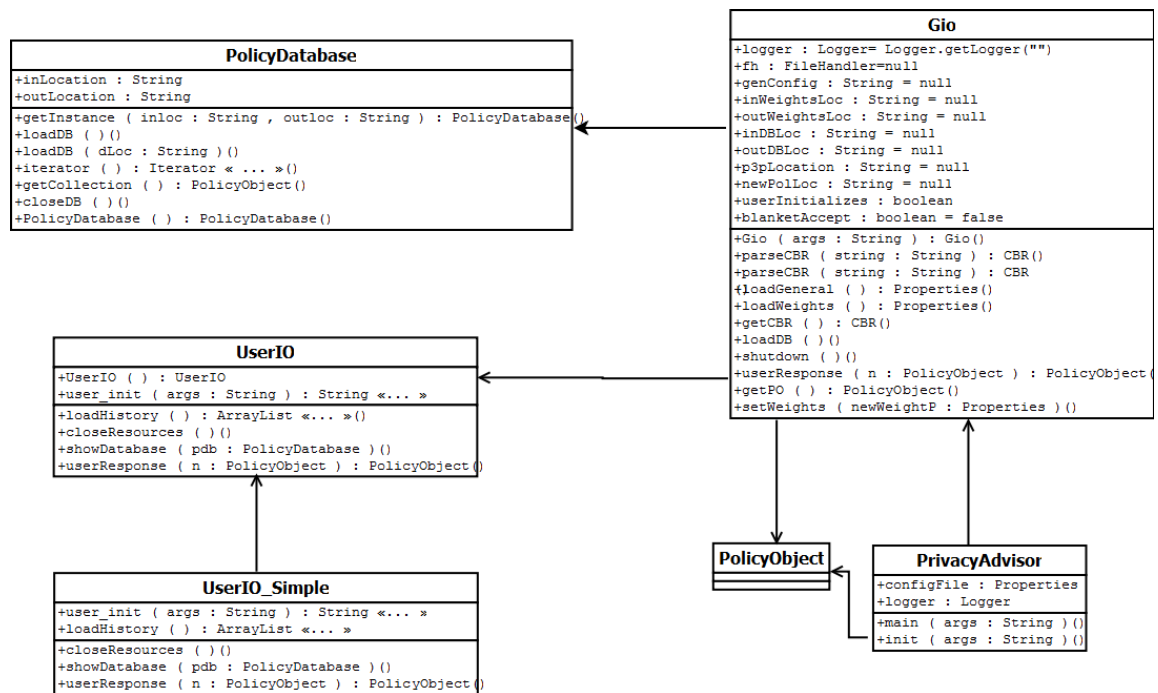 PolicyDatabase
+inLocation : String
+outLocation : String
+getInstance ( inloc : String , outloc : String ) : PolicyDatabase()
+loadDB ( )()
+loadDB ( dLoc : String )()
+iterator ( ) : Iterator « ... »()
+getCollection ( ) : PolicyObject()
+closeDB ( )()
+PolicyDatabase ( ) : PolicyDatabase()
Gio
+logger : Logger= Logger.getLogger("")
+fh : FileHandler=null
+genConfig : String = null
+inWeightsLoc : String = null
+outWeightsLoc : String = null
+inDBLoc : String = null
+outDBLoc : String = null
+p3pLocation : String = null
+newPolLoc : String = null
+userInitializes : boolean
+blanketAccept : boolean = false
+Gio ( args : String ) : Gio()
+parseCBR ( string : String ) : CBR()
+parseCBR ( string : String ) : CBR
()
+loadGeneral ( ) : Properties()
+loadWeights ( ) : Properties()
+getCBR ( ) : CBR()
+loadDB ( )()
+shutdown ( )()
+userResponse ( n : PolicyObject ) : PolicyObject(
+getPO ( ) : PolicyObject()
+setWeights ( newWeightP : Properties )()
UserIO
+UserIO ( ) : UserIO
+user_init ( args : String ) : String «... »
+loadHistory ( ) : ArrayList «... »()
+closeResources ( )()
+showDatabase ( pdb : PolicyDatabase )()
+userResponse ( n : PolicyObject ) : PolicyObject()
PolicyObject
PrivacyAdvisor
+configFile : Properties
+logger : Logger
+main ( args : String )()
+init ( args : String )()
UserIO_Simple
+user_init ( args : String ) : String «... »
+loadHistory ( ) : ArrayList «... »
+closeResources ( )()
+showDatabase ( pdb : PolicyDatabase )()
+userResponse ( n : PolicyObject ) : PolicyObject()